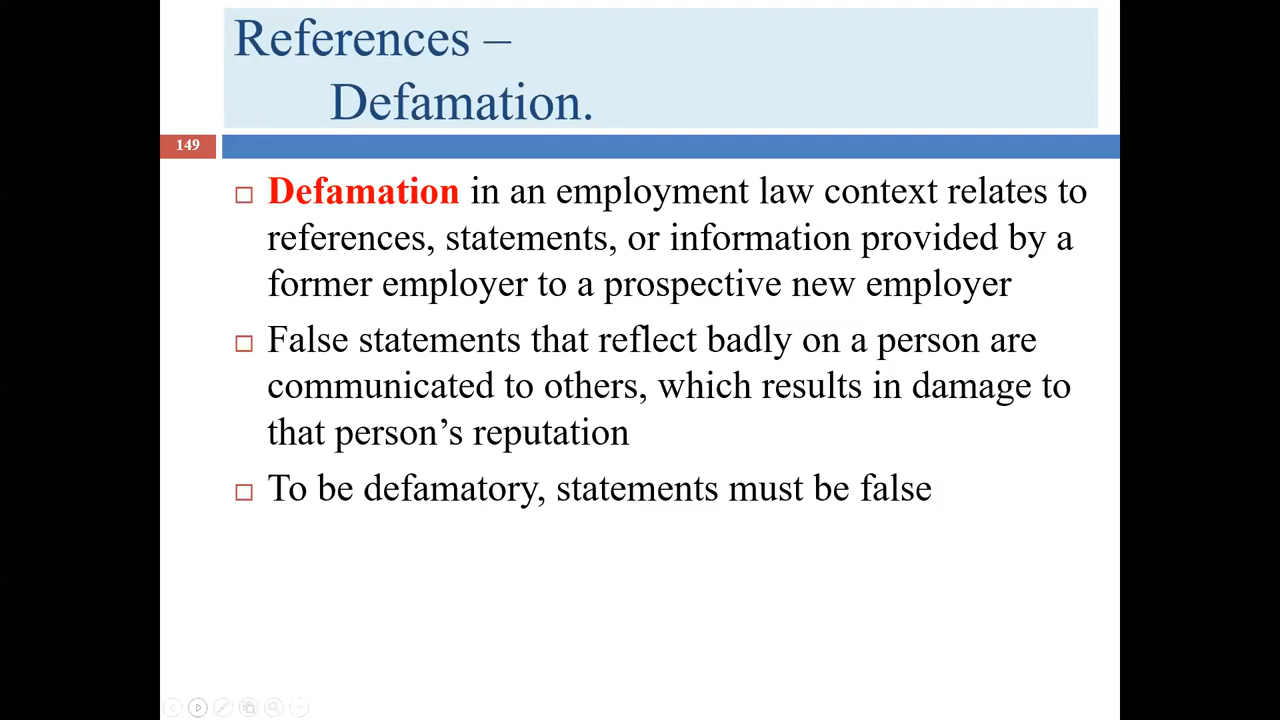 References –
Defamation.
149
Defamation in an employment law context relates to
references, statements, or information provided by a
former employer to a prospective new employer
False statements that reflect badly on a person are
communicated to others, which results in damage to
that person’s reputation
To be defamatory, statements must be false